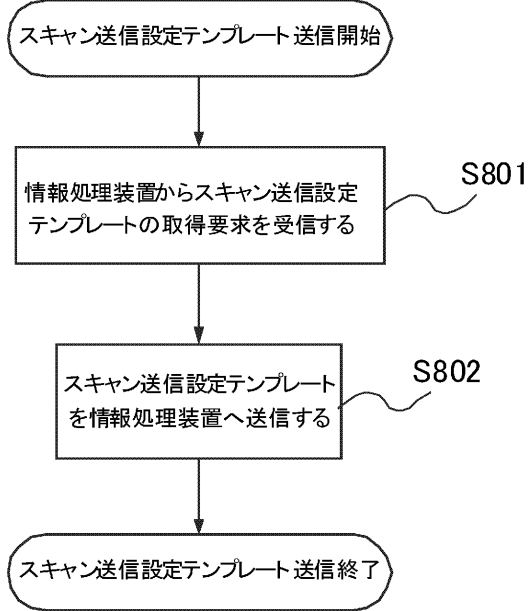 スキャン送信設定テンプレート送信開始
情報処理装置からスキャン送信設定
テンプレートの取得要求を受信する
S801
スキャン送信設定テンプレート
を情報処理装置へ送信する
S802
スキャン送信設定テンプレート送信終了